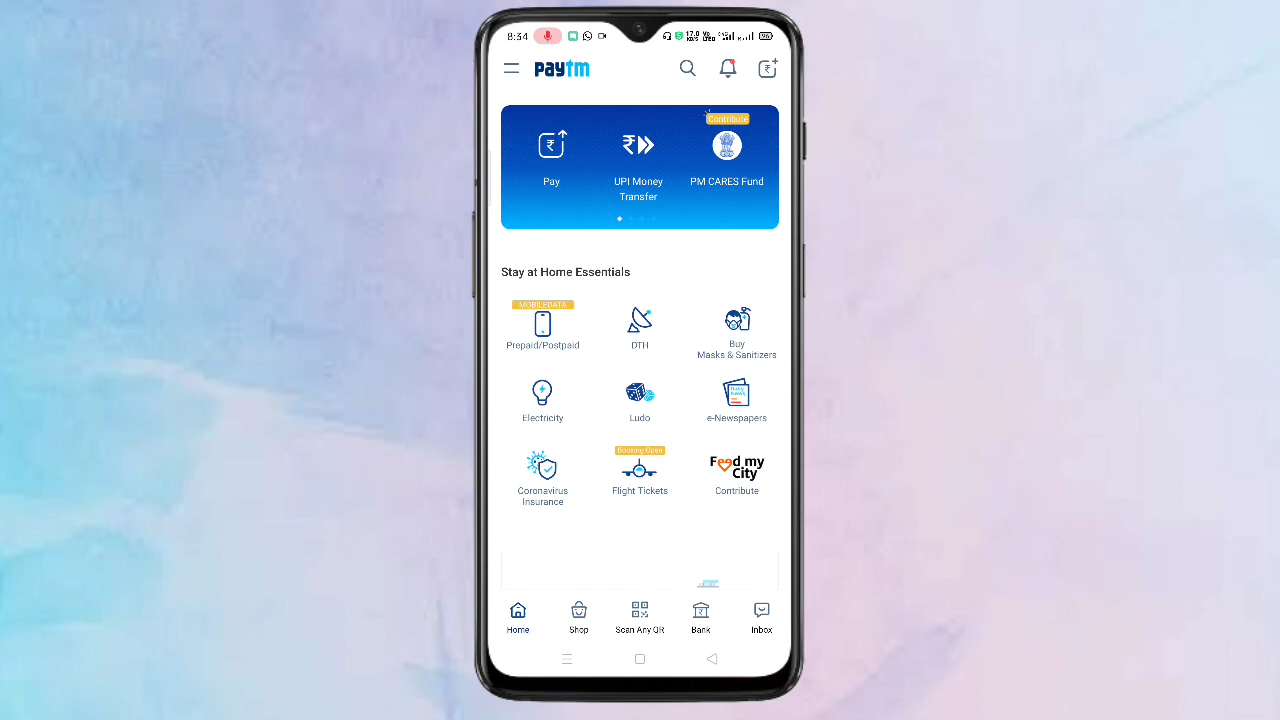 8:34
paytm
Contribute
Pay
UPI Money
Transfer
PM CARES Fund
Stay at Home Essentials
MOBILEDATA
Prepaid/Postpaid
DTH
Buy
Masks & Sanitizers
Electricity
Ludo
Daily
News
e-Newspapers
Coronavirus
Insurance
Booking Open
Flight Tickets
Feed my
City
Contribute
Home
Shop
Scan Any QR
Bank
Inbox